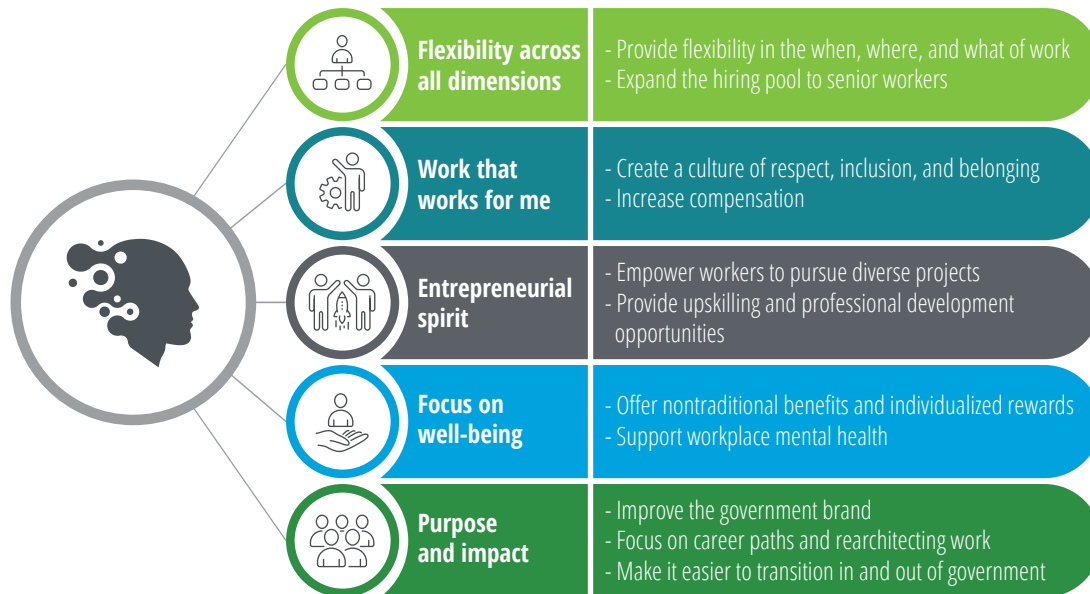 Flexibility across
all dimensions
- Provide flexibility in the when, where, and what of work
- Expand the hiring pool to senior workers
Work that
works for me
- Create a culture of respect, inclusion, and belonging
- Increase compensation
Entrepreneurial
spirit
- Empower workers to pursue diverse projects
- Provide upskilling and professional development
opportunities
Focus on
well-being
- Offer nontraditional benefits and individualized rewards
- Support workplace mental health
Purpose
and impact
- Improve the government brand
- Focus on career paths and rearchitecting work
- Make it easier to transition in and out of government